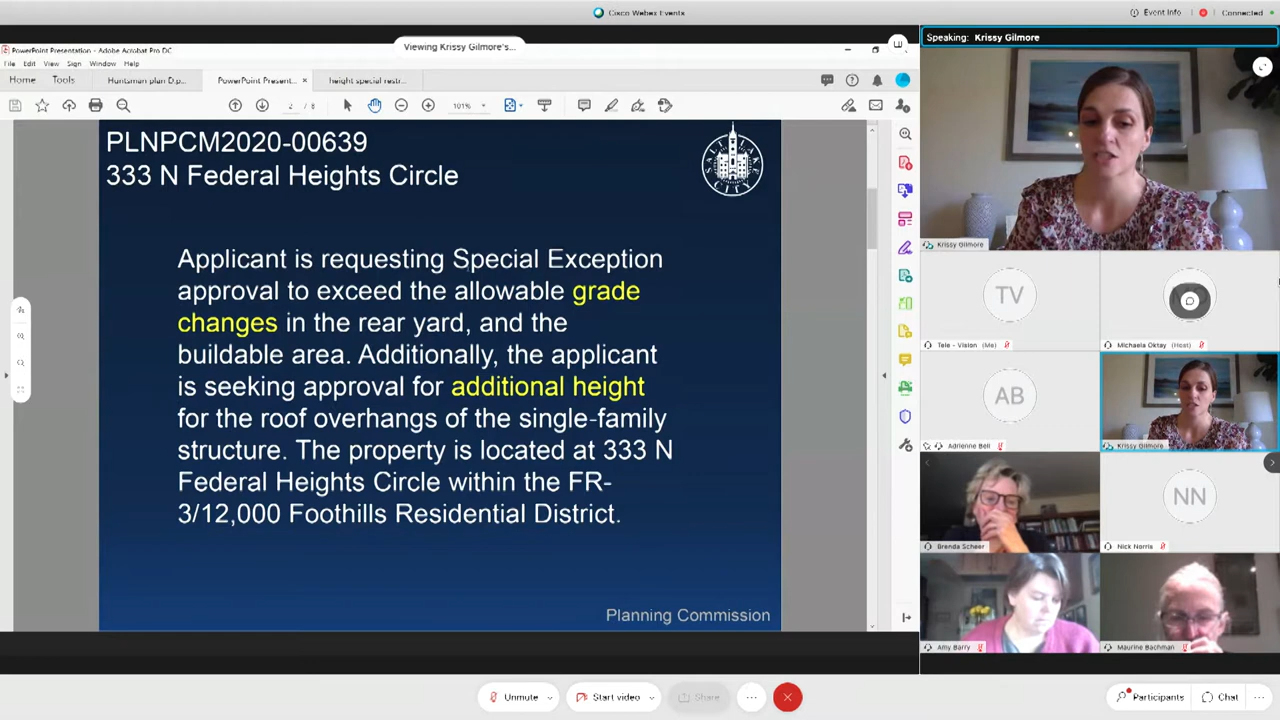 Cisco Webex Events
Event Info
Connected
Viewing Krissy Gilmore's...
PowerPoint Presentation - Adobe Acrobat Pro DC
File Edit View Sign Window Help
Home Tools Huntsman plan D.p... PowerPoint Present... × height special restr...
2 / 8 101%
PLNPCM2020-00639
333 N Federal Heights Circle
SALT LAKE CITY
Applicant is requesting Special Exception
approval to exceed the allowable grade
changes in the rear yard, and the
buildable area. Additionally, the applicant
is seeking approval for additional height
for the roof overhangs of the single-family
structure. The property is located at 333 N
Federal Heights Circle within the FR-
3/12,000 Foothills Residential District.
Planning Commission
Speaking: Krissy Gilmore
Krissy Gilmore
TV
Tele - Vision (Me)
Michaela Oktay (Host)
AB
Adrienne Bell
Krissy Gilmore
Brenda Scheer
NN
Nick Norris
Amy Barry
Maurine Bachman
Unmute
Start video
Share
Participants
Chat